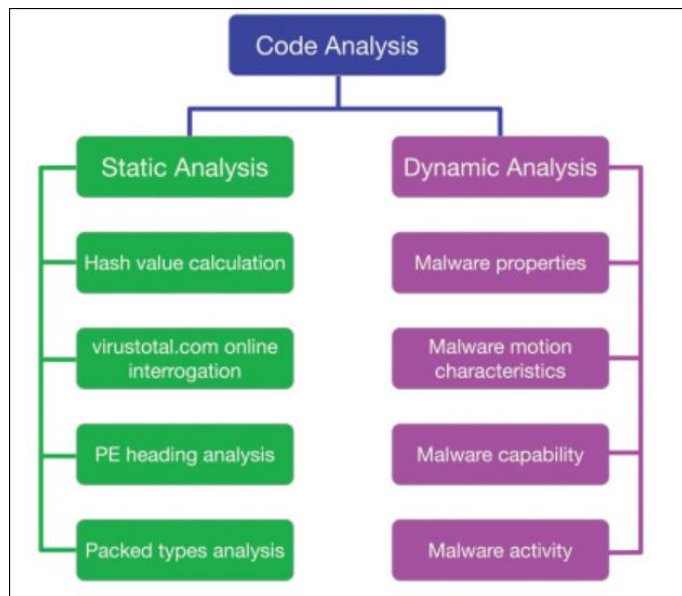 Code Analysis
Static Analysis
Hash value calculation
virustotal.com online
interrogation
PE heading analysis
Packed types analysis
Dynamic Analysis
Malware properties
Malware motion
characteristics
Malware capability
Malware activity